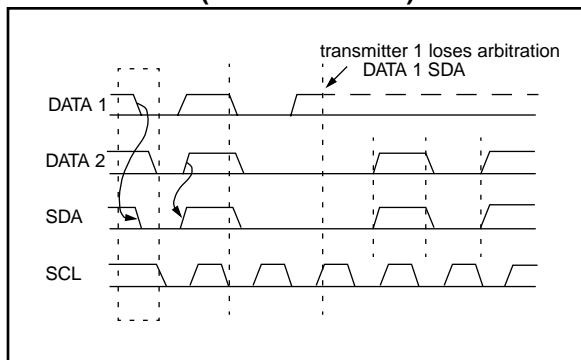 transmitter 1 loses arbitration
DATA 1 SDA
DATA 1
DATA 2
SDA
SCL